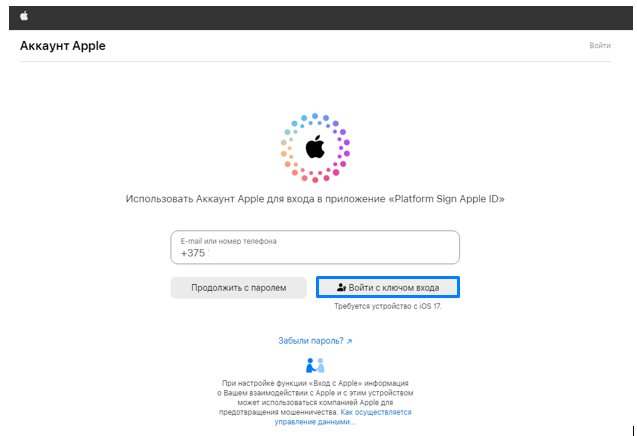 Аккаунт Apple
Войти
Использовать Аккаунт Apple для входа в приложение «Platform Sign Apple ID»
E-mail или номер телефона
+375
Продолжить с паролем
Войти с ключом входа
Требуется устройство с iOS 17.
Забыли пароль? ↗
При настройке функции «Вход с Apple» информация
о Вашем взаимодействии с Apple и с этим устройством
может использоваться компанией Apple для
предотвращения мошенничества. Как осуществляется
управление данными...